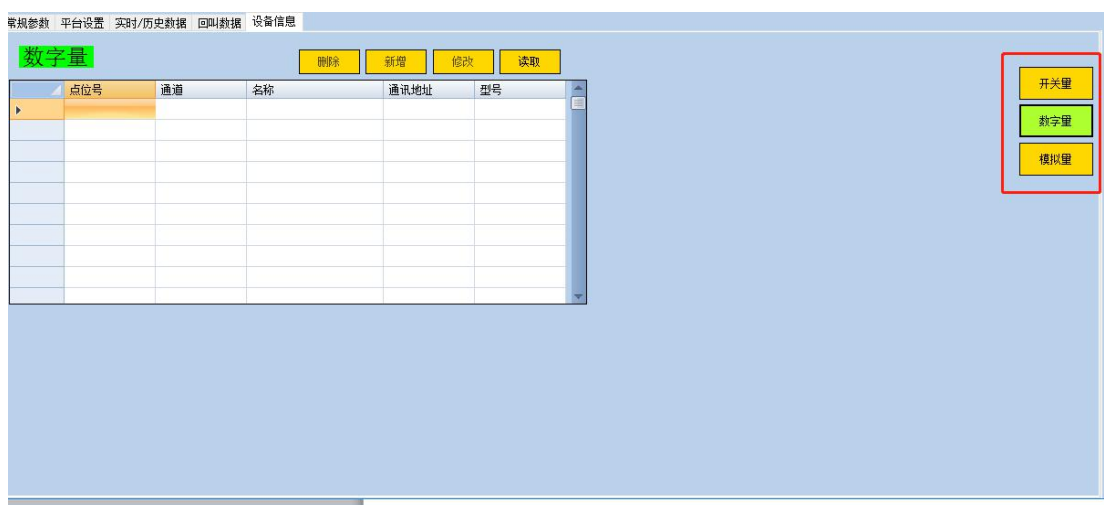 常规参数 平台设置 实时/历史数据 回叫数据 设备信息
数字量
删除 新增 修改 读取
点位号 通道 名称 通讯地址 型号
开关量
数字量
模拟量